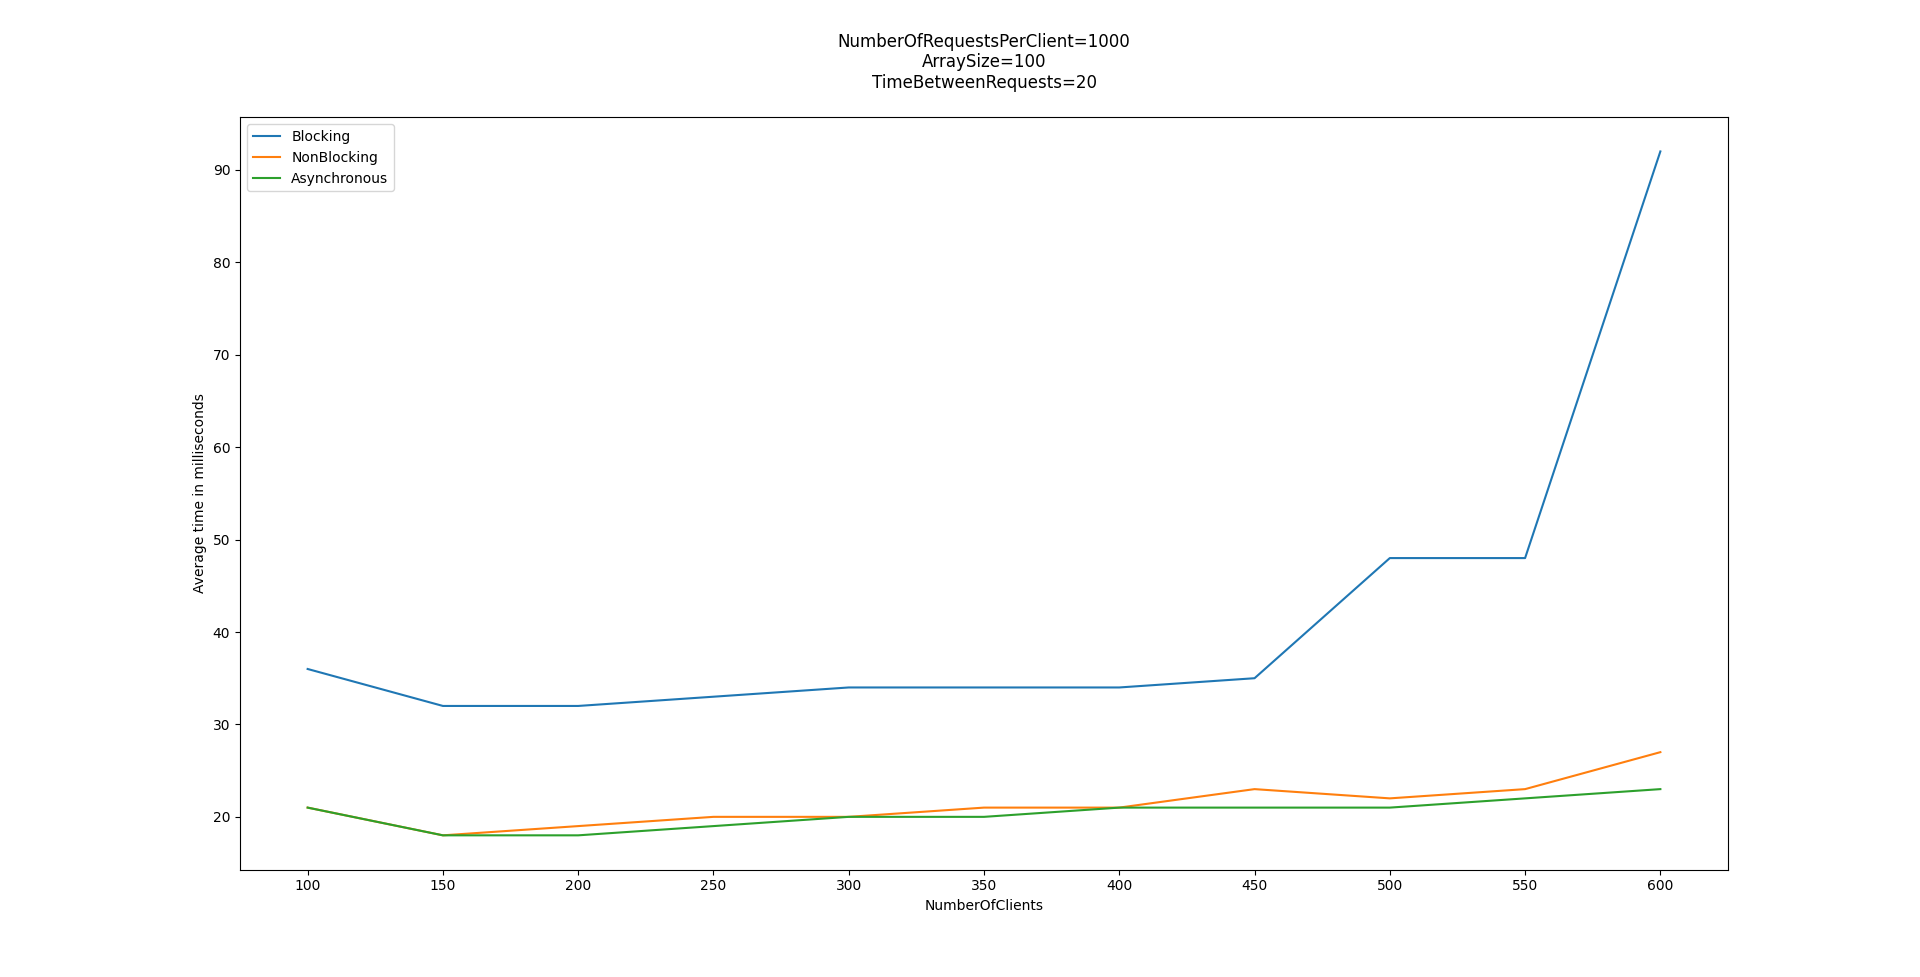 NumberOfRequestsPerClient=1000
ArraySize=100
TimeBetweenRequests=20
Blocking
NonBlocking
Asynchronous
90
80
70
60
50
40
30
20
Average time in milliseconds
100 150 200 250 300 350 400 450 500 550 600
NumberOfClients